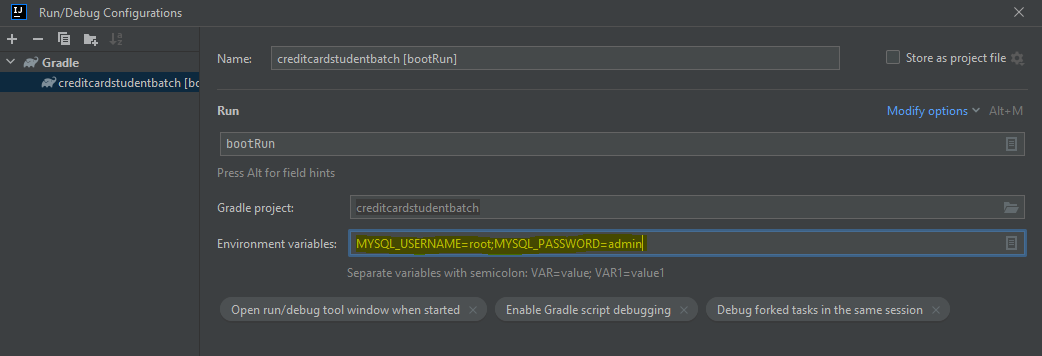 IJ Run/Debug Configurations
Name: creditcardstudentbatch [bootRun] Store as project file
Gradle
creditcardstudentbatch [bo
Run Modify options Alt+M
bootRun
Press Alt for field hints
Gradle project: creditcardstudentbatch
Environment variables: MYSQL_USERNAME=root;MYSQL_PASSWORD=admin
Separate variables with semicolon: VAR=value; VAR1=value1
Open run/debug tool window when started × Enable Gradle script debugging × Debug forked tasks in the same session ×